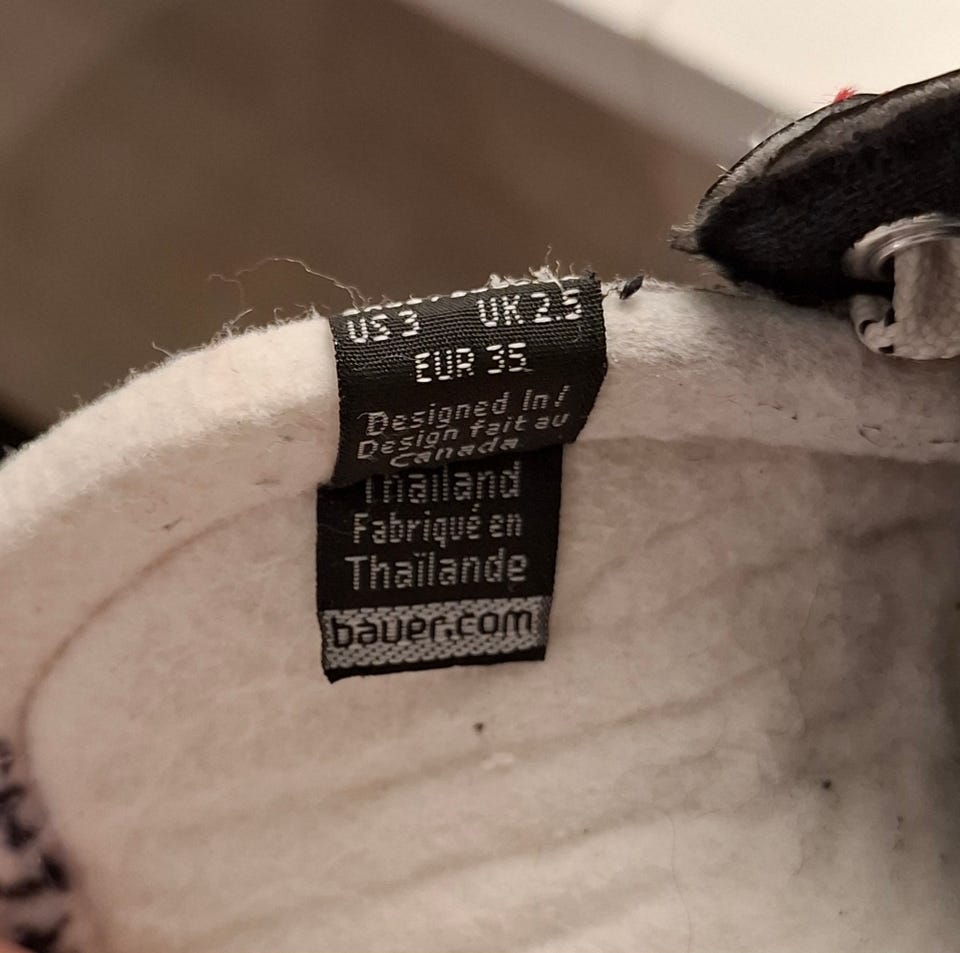 US 3 UK 2.5
EUR 35
Designed in/
Design fait au
Canada
Thailand
Fabriqué en
Thaïlande
bauer.com